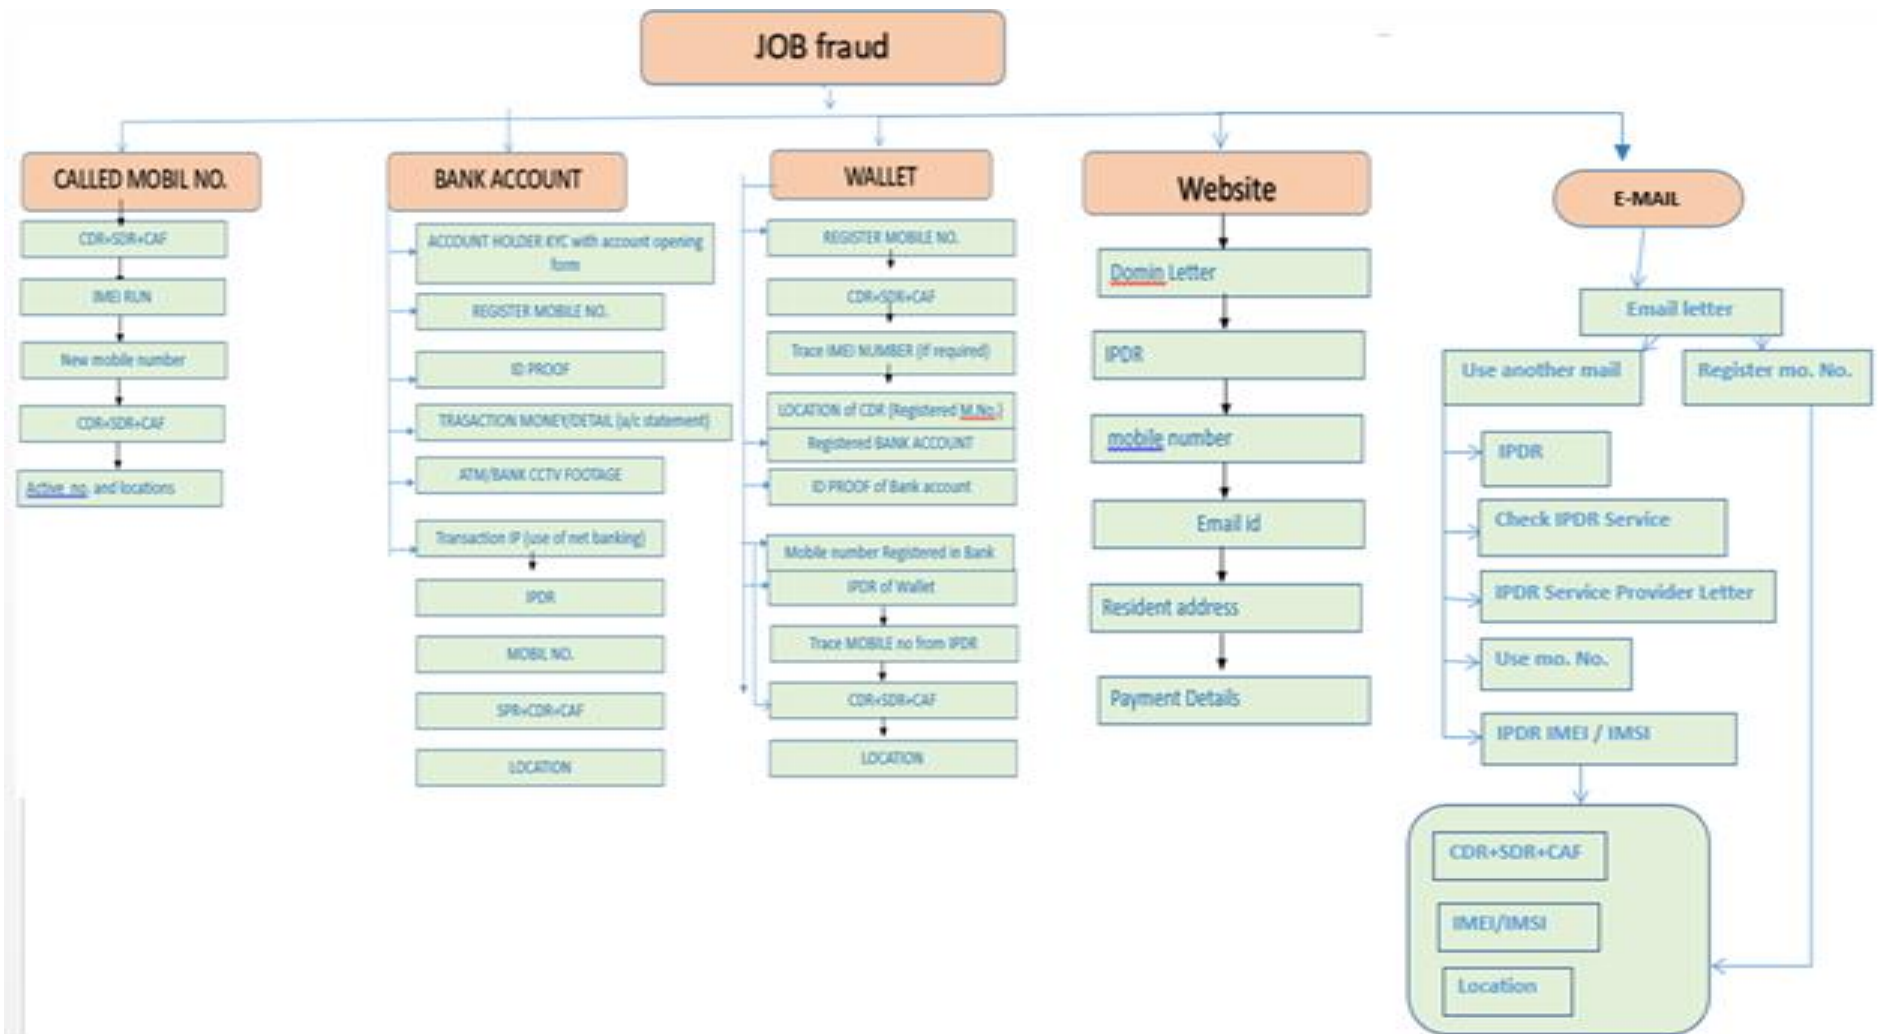 JOB fraud
CALLED MOBIL NO.
CDR+SDR+CAF
IMEI RUN
New mobile number
CDR+SDR+CAF
Active no. and locations
BANK ACCOUNT
ACCOUNT HOLDER KYC with account opening
form
REGISTER MOBILE NO.
ID PROOF
TRASACTION MONEY/DETAIL (a/c statement)
ATM/BANK CCTV FOOTAGE
Transaction IP (use of net banking)
IPDR
MOBIL NO.
SPR+CDR+CAF
LOCATION
WALLET
REGISTER MOBILE NO.
CDR+SDR+CAF
Trace IMEI NUMBER (if required)
LOCATION of CDR (Registered M.No.)
Registered BANK ACCOUNT
ID PROOF of Bank account
Mobile number Registered in Bank
IPDR of Wallet
Trace MOBILE no from IPDR
CDR+SDR+CAF
LOCATION
Website
Domin Letter
IPDR
mobile number
Email id
Resident address
Payment Details
E-MAIL
Email letter
Use another mail
Register mo. No.
IPDR
Check IPDR Service
IPDR Service Provider Letter
Use mo. No.
IPDR IMEI / IMSI
CDR+SDR+CAF
IMEI/IMSI
Location